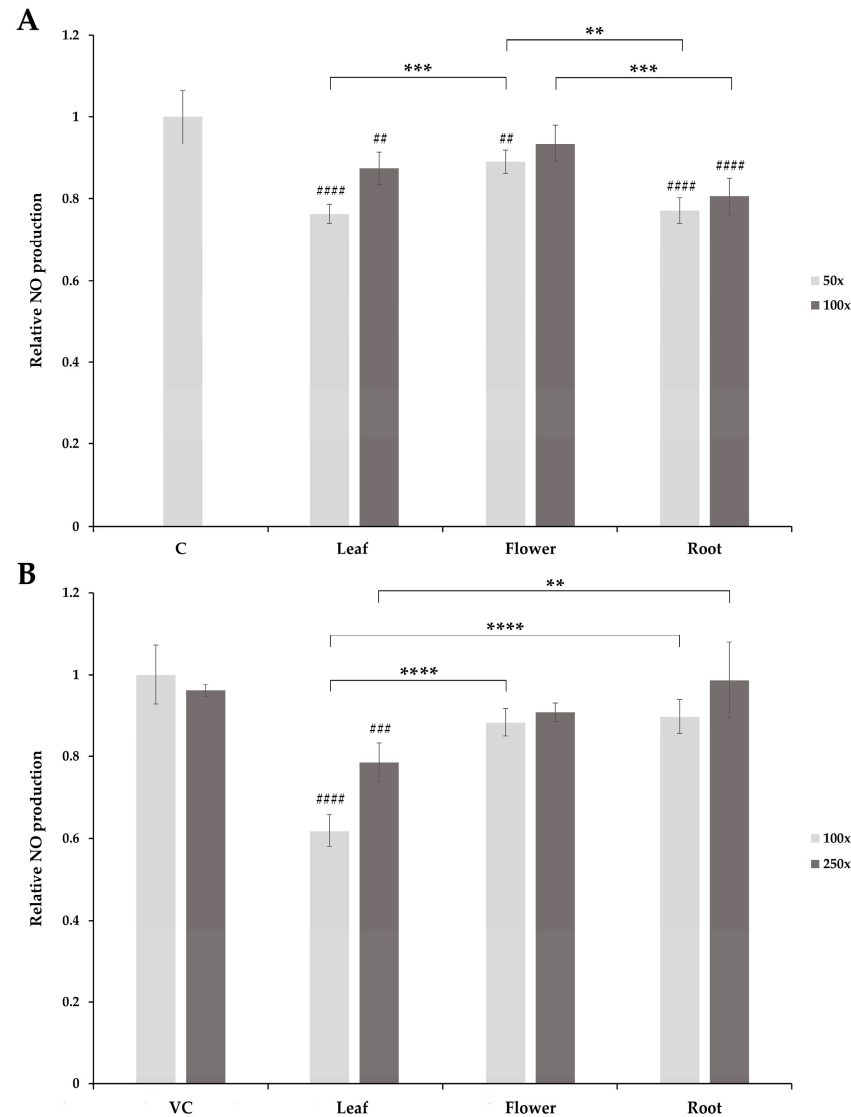 A
1.2
**
***
***
1
##
##
####
####
####
0.8
0.6
0.4
0.2
0
Relative NO production
50x
100x
C Leaf Flower Root
B
1.2
**
****
****
1
###
####
0.8
0.6
0.4
0.2
0
Relative NO production
100x
250x
VC Leaf Flower Root